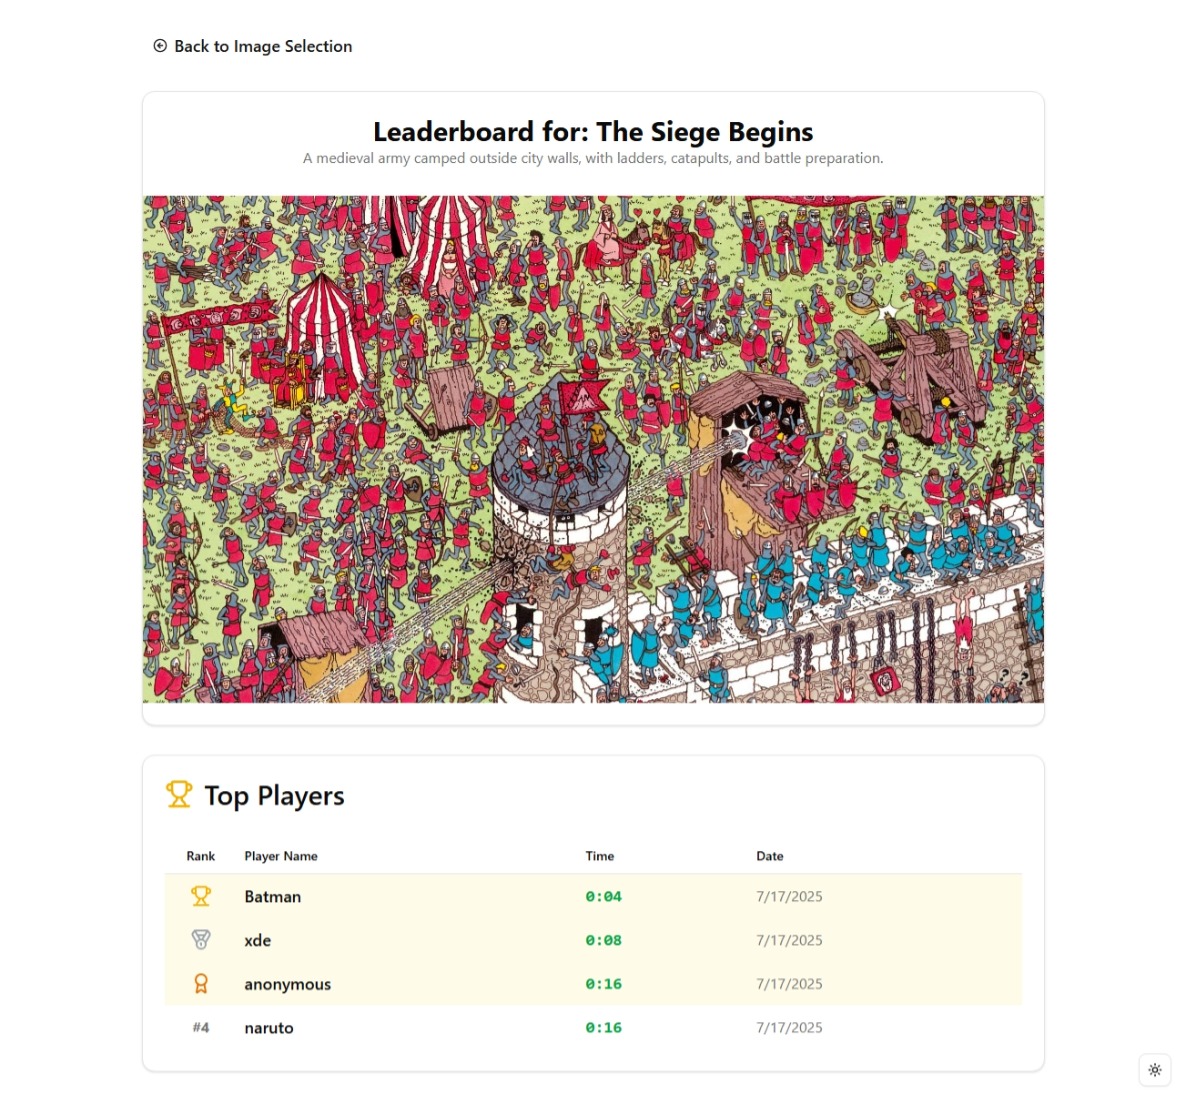 Back to Image Selection
Leaderboard for: The Siege Begins
A medieval army camped outside city walls, with ladders, catapults, and battle preparation.
Top Players
Rank Player Name Time Date
Batman 0:04 7/17/2025
xde 0:08 7/17/2025
anonymous 0:16 7/17/2025
#4 naruto 0:16 7/17/2025